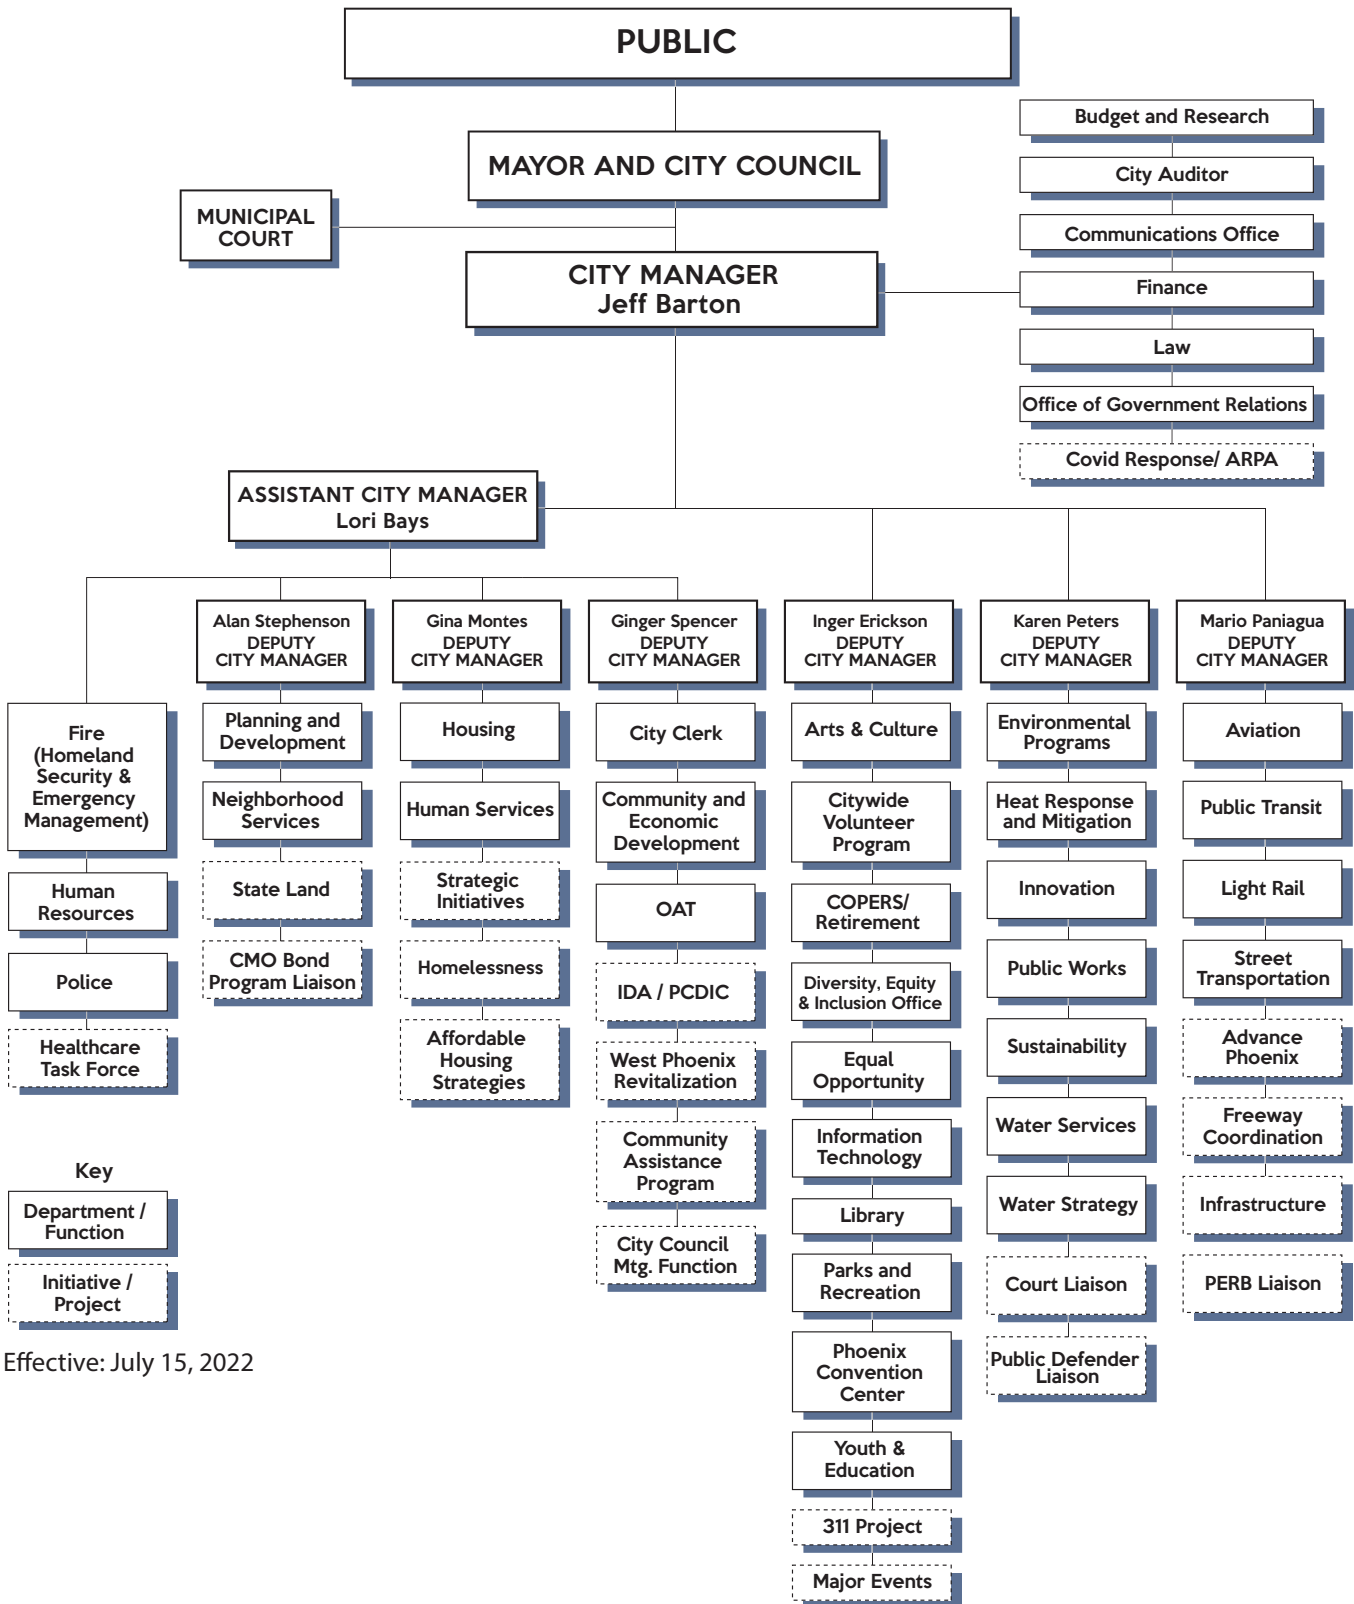 PUBLIC
MAYOR AND CITY COUNCIL
MUNICIPAL
COURT
CITY MANAGER
Jeff Barton
Budget and Research
City Auditor
Communications Office
Finance
Law
Office of Government Relations
Covid Response/ ARPA
ASSISTANT CITY MANAGER
Lori Bays
Fire
(Homeland
Security &
Emergency
Management)
Human
Resources
Police
Healthcare
Task Force
Alan Stephenson
DEPUTY
CITY MANAGER
Planning and
Development
Neighborhood
Services
State Land
CMO Bond
Program Liaison
Gina Montes
DEPUTY
CITY MANAGER
Housing
Human Services
Strategic
Initiatives
Homelessness
Affordable
Housing
Strategies
Ginger Spencer
DEPUTY
CITY MANAGER
City Clerk
Community and
Economic
Development
OAT
IDA / PCDIC
West Phoenix
Revitalization
Community
Assistance
Program
City Council
Mtg. Function
Inger Erickson
DEPUTY
CITY MANAGER
Arts & Culture
Citywide
Volunteer
Program
COPERS/
Retirement
Diversity, Equity
& Inclusion Office
Equal
Opportunity
Information
Technology
Library
Parks and
Recreation
Phoenix
Convention
Center
Youth &
Education
311 Project
Major Events
Karen Peters
DEPUTY
CITY MANAGER
Environmental
Programs
Heat Response
and Mitigation
Innovation
Public Works
Sustainability
Water Services
Water Strategy
Court Liaison
Public Defender
Liaison
Mario Paniagua
DEPUTY
CITY MANAGER
Aviation
Public Transit
Light Rail
Street
Transportation
Advance
Phoenix
Freeway
Coordination
Infrastructure
PERB Liaison
Key
Department /
Function
Initiative /
Project
Effective: July 15, 2022